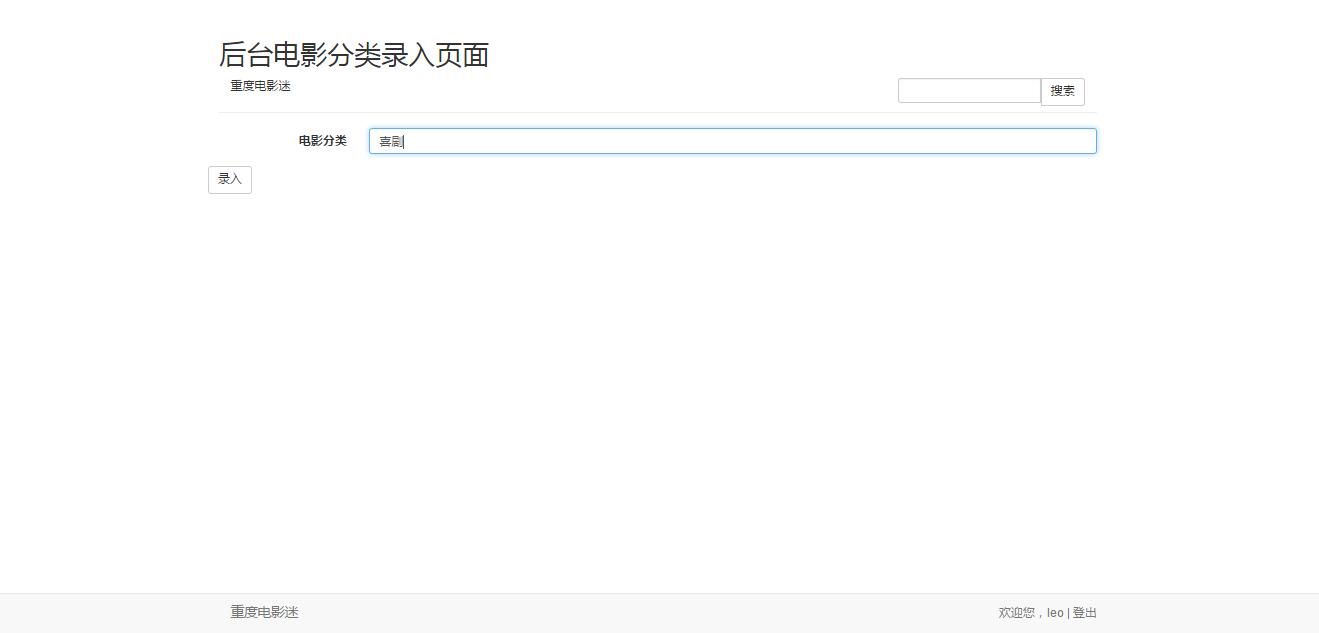 后台电影分类录入页面
重度电影迷
搜索
电影分类 喜剧
录入
重度电影迷 欢迎您，leo | 登出